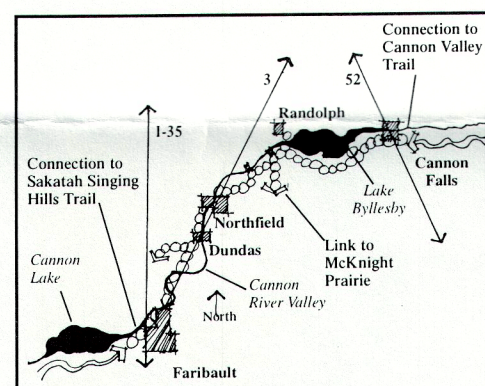 Connection to
Cannon Valley
Trail
3
52
Randolph
I-35
Connection to
Sakatah Singing
Hills Trail
Cannon
Falls
Lake
Byllesby
Northfield
Link to
McKnight
Prairie
Dundas
Cannon
Lake
Cannon
River Valley
North
Faribault